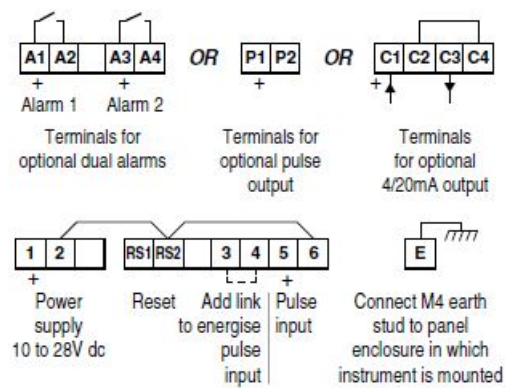 A1 A2 A3 A4 OR P1 P2 OR C1 C2 C3 C4
+ + + +
Alarm 1 Alarm 2
Terminals for optional dual alarms
Terminals for optional pulse output
Terminals for optional 4/20mA output
1 2 RS1 RS2 3 4 5 6 E
+ +
Power supply 10 to 28V dc
Reset
Add link to energise pulse input
Pulse input
Connect M4 earth stud to panel enclosure in which instrument is mounted